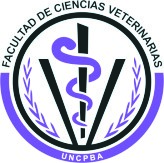 FACULTAD DE CIENCIAS VETERINARIAS
V
UNCPBA